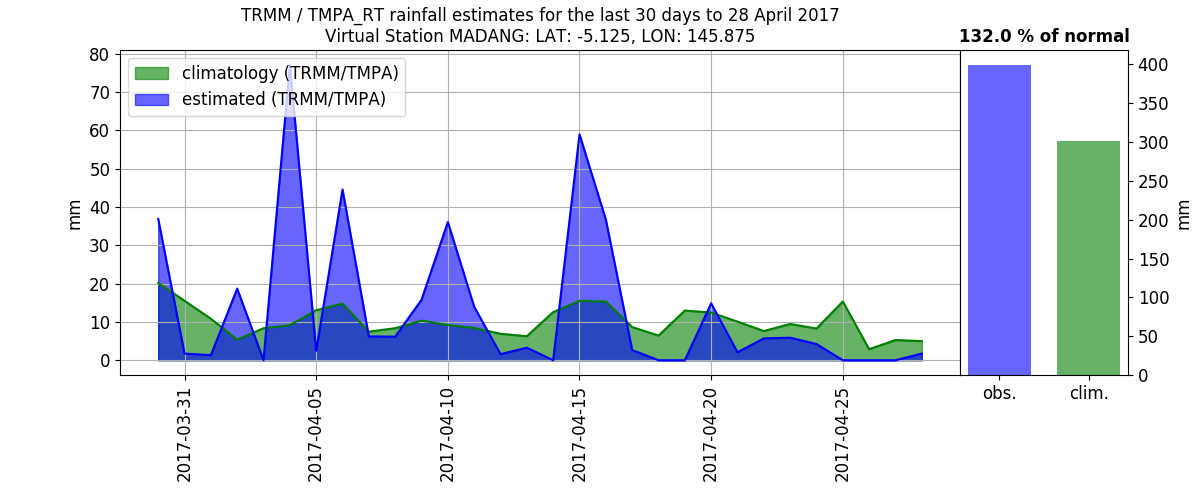 TRMM / TMPA_RT rainfall estimates for the last 30 days to 28 April 2017
Virtual Station MADANG: LAT: -5.125, LON: 145.875
132.0 % of normal
climatology (TRMM/TMPA)
estimated (TRMM/TMPA)
80
70
60
50
40
30
20
10
0
mm
2017-03-31
2017-04-05
2017-04-10
2017-04-15
2017-04-20
2017-04-25
400
350
300
250
200
150
100
50
0
mm
obs.
clim.